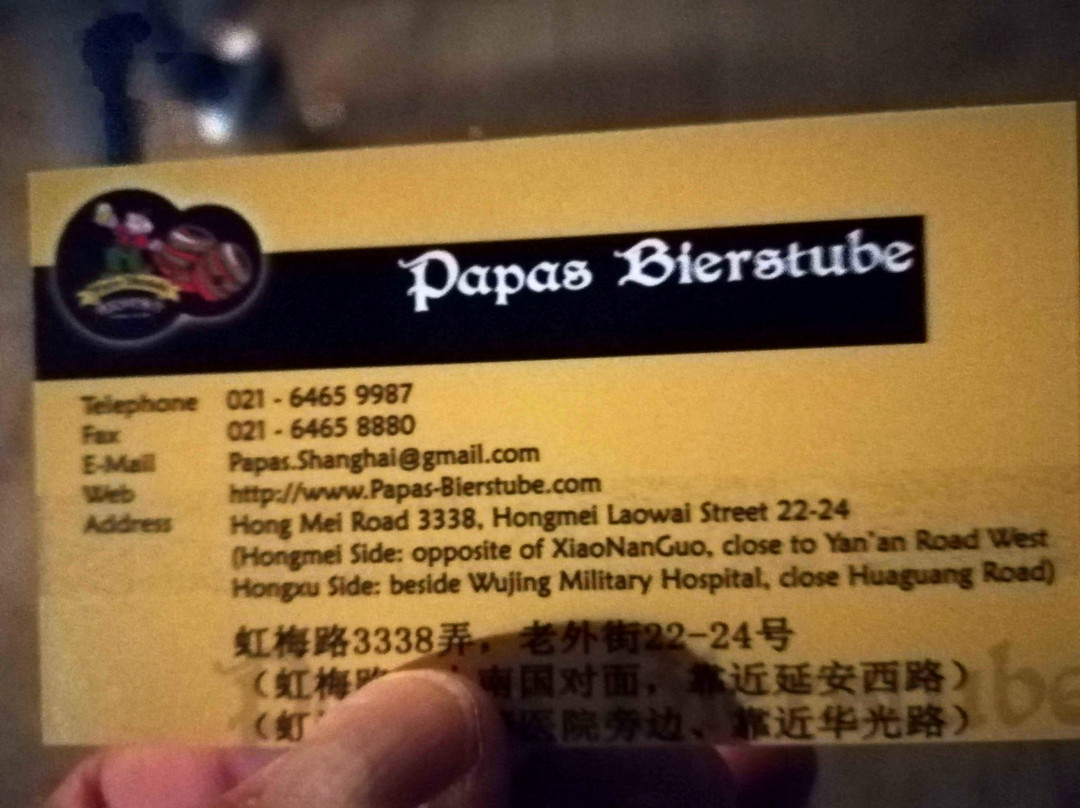 Papas Bierstube
Telephone 021 - 6465 9987
Fax 021 - 6465 8880
E-Mail Papas.Shanghai@gmail.com
Web http://www.Papas-Bierstube.com
Address Hong Mei Road 3338, Hongmei Laowai Street 22-24
(Hongmei Side: opposite of XiaoNanGuo, close to Yan'an Road West
Hongxu Side: beside Wujing Military Hospital, close Huaguang Road)
虹梅路3338弄，老外街22-24号
（虹梅路 南国对面，靠近延安西路）
（虹 医院旁边、靠近华光路）